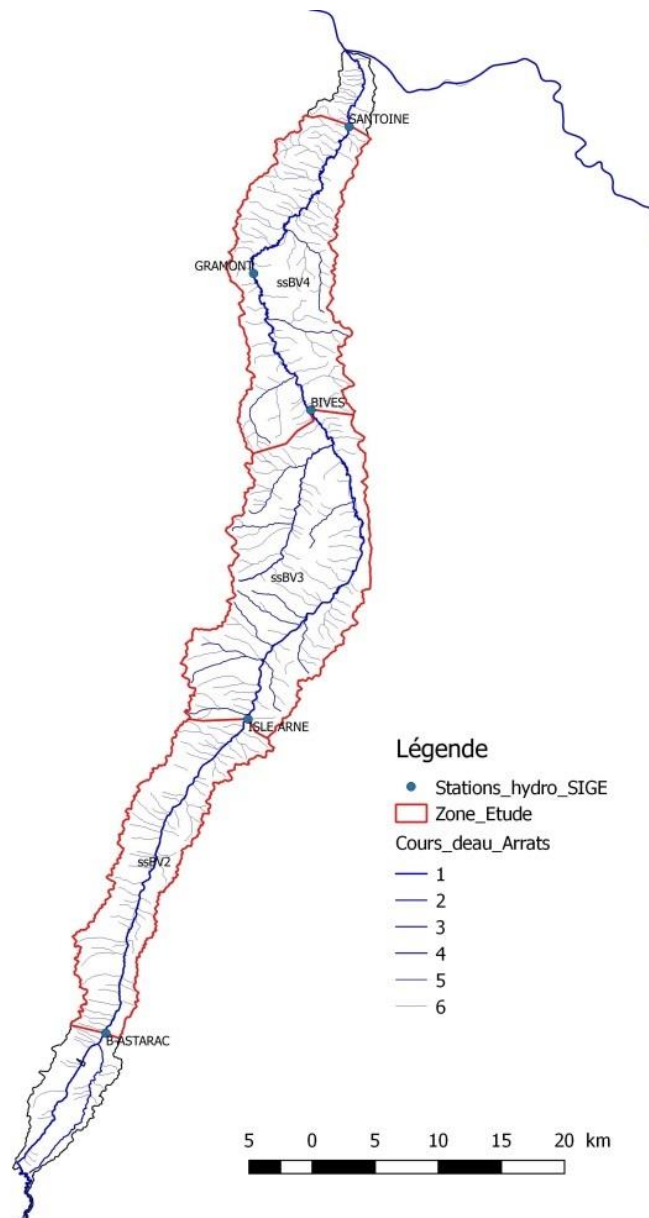 SANTOINE
GRAMONT
ssBV4
BIVES
ssBV3
ISLE ARNE
Légende
Stations_hydro_SIGE
Zone_Etude
Cours_deau_Arrats
1
2
3
4
5
6
ssBV2
B-ASTARAC
5 0 5 10 15 20 km